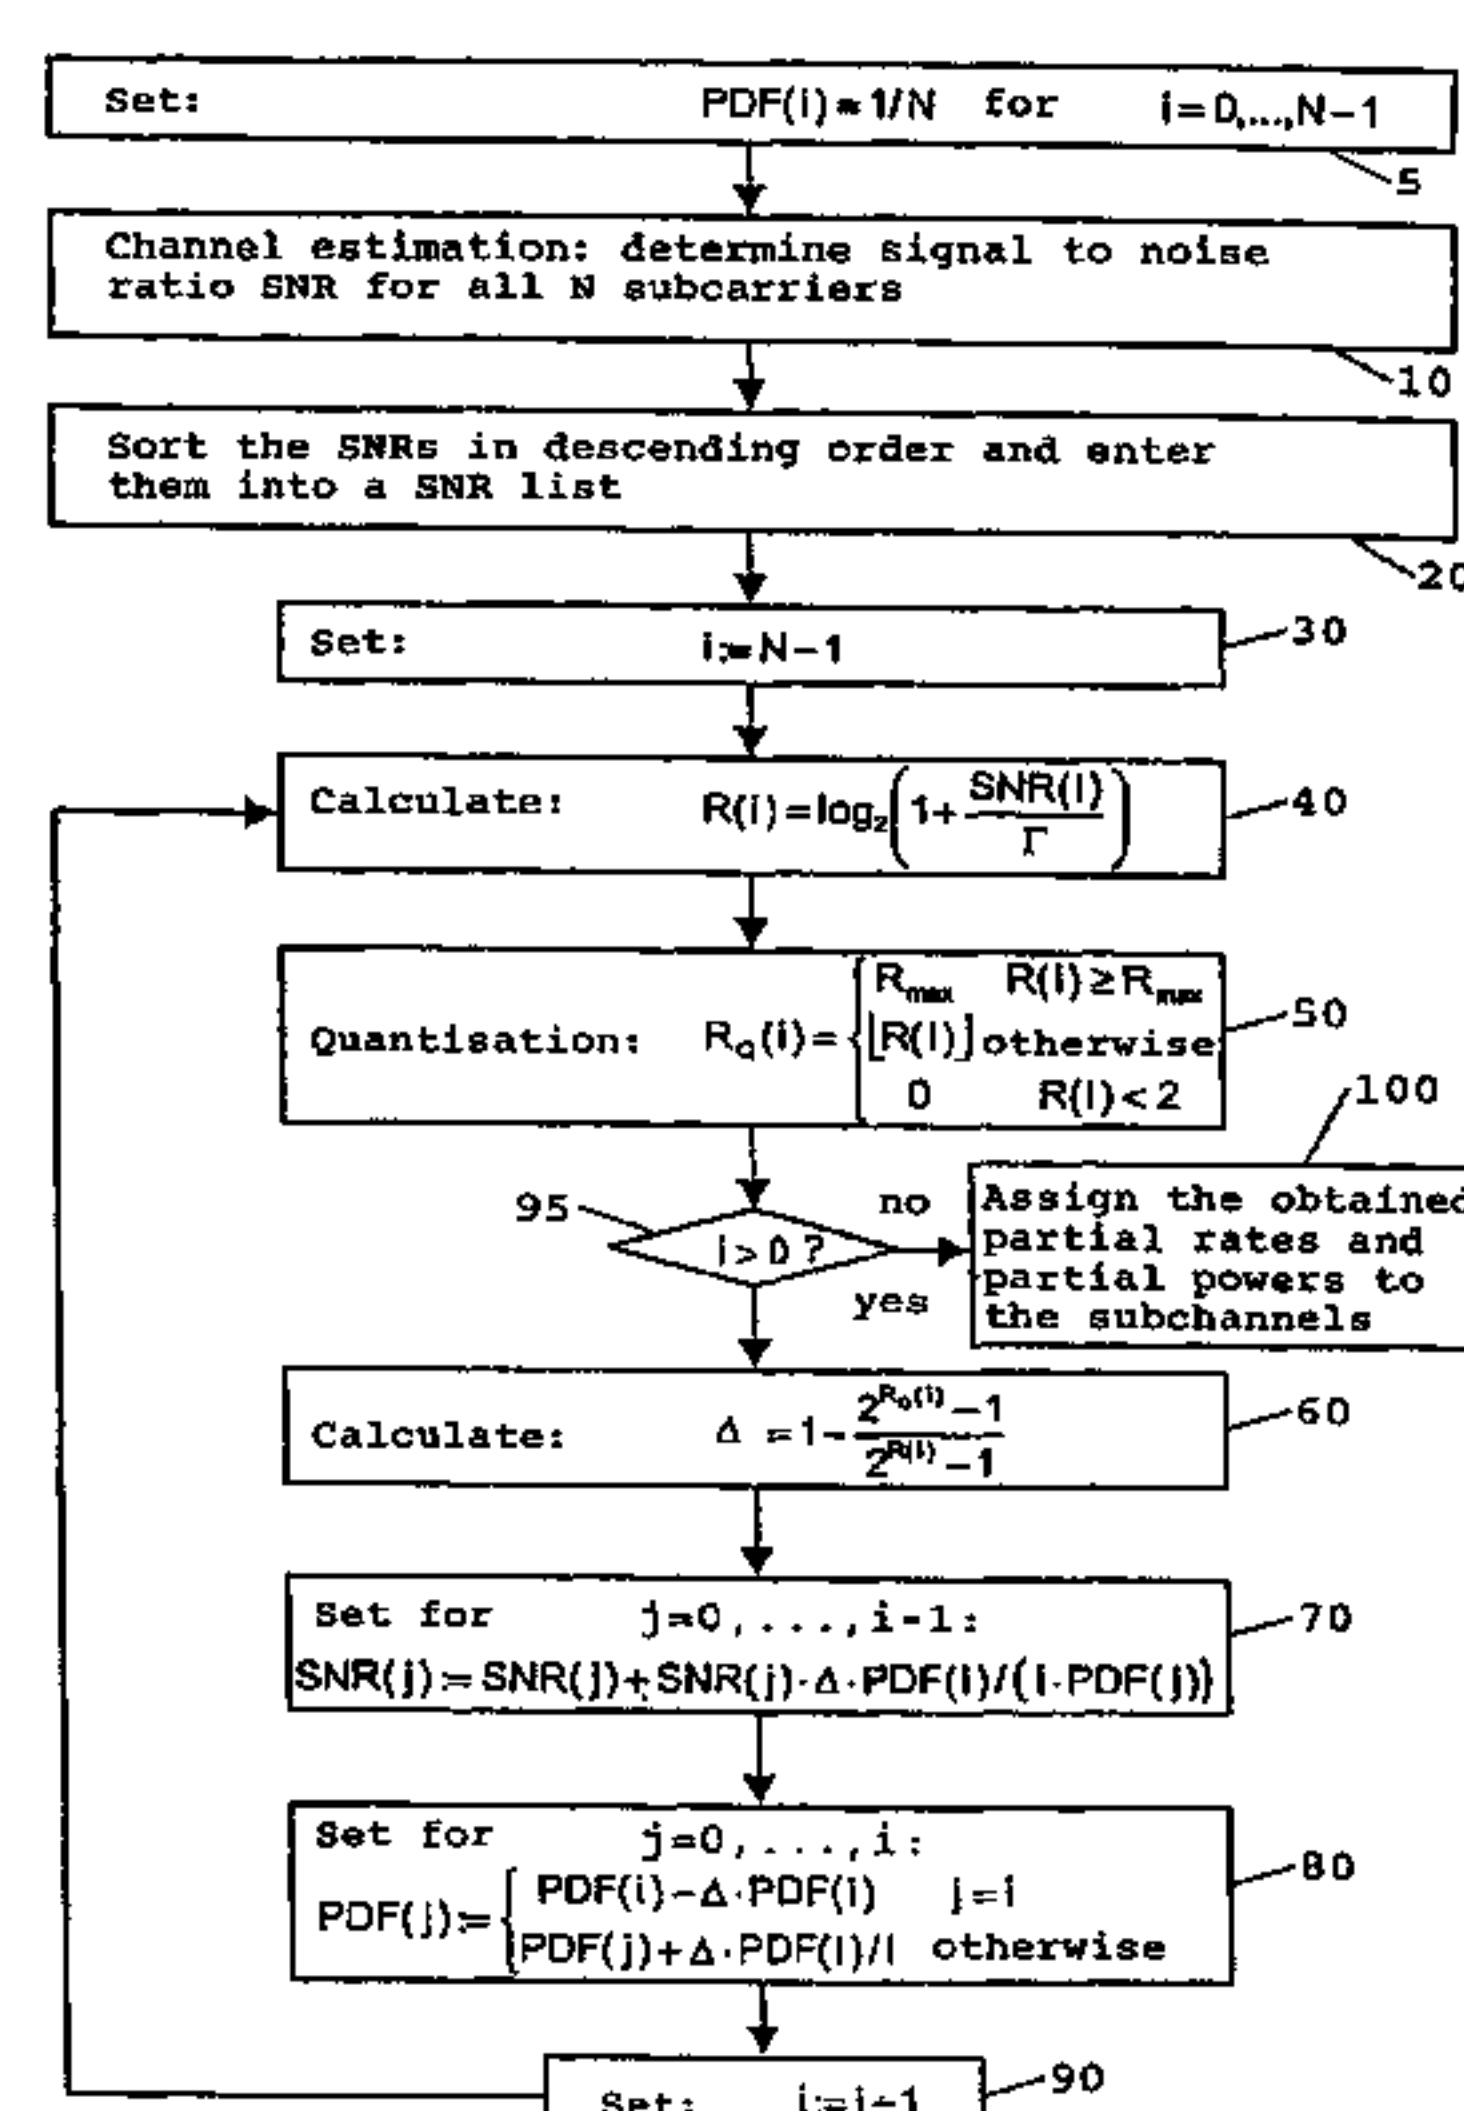 Set: PDF(i)=1/N for i=0,...,N-1
5
Channel estimation: determine signal to noise
ratio SNR for all N subcarriers
10
Sort the SNRs in descending order and enter
them into a SNR list
20
Set: i:=N-1
30
Calculate: R(i)=log₂(1+SNR(i)/Γ)
40
R_max R(i)≥R_max
Quantisation: R_Q(i)={⌊R(i)⌋ otherwise
0 R(i)<2
50
100
95
i>0?
no
yes
Assign the obtained
partial rates and
partial powers to
the subchannels
Calculate: Δ=1-(2^{R_Q(i)}-1)/(2^{R(i)}-1)
60
Set for j=0,...,i-1:
SNR(j):=SNR(j)+SNR(j)·Δ·PDF(i)/(i·PDF(j))
70
Set for j=0,...,i:
PDF(j):={PDF(i)-Δ·PDF(i) j=i
PDF(j)+Δ·PDF(i)/i otherwise
80
Set: i:=i-1
90